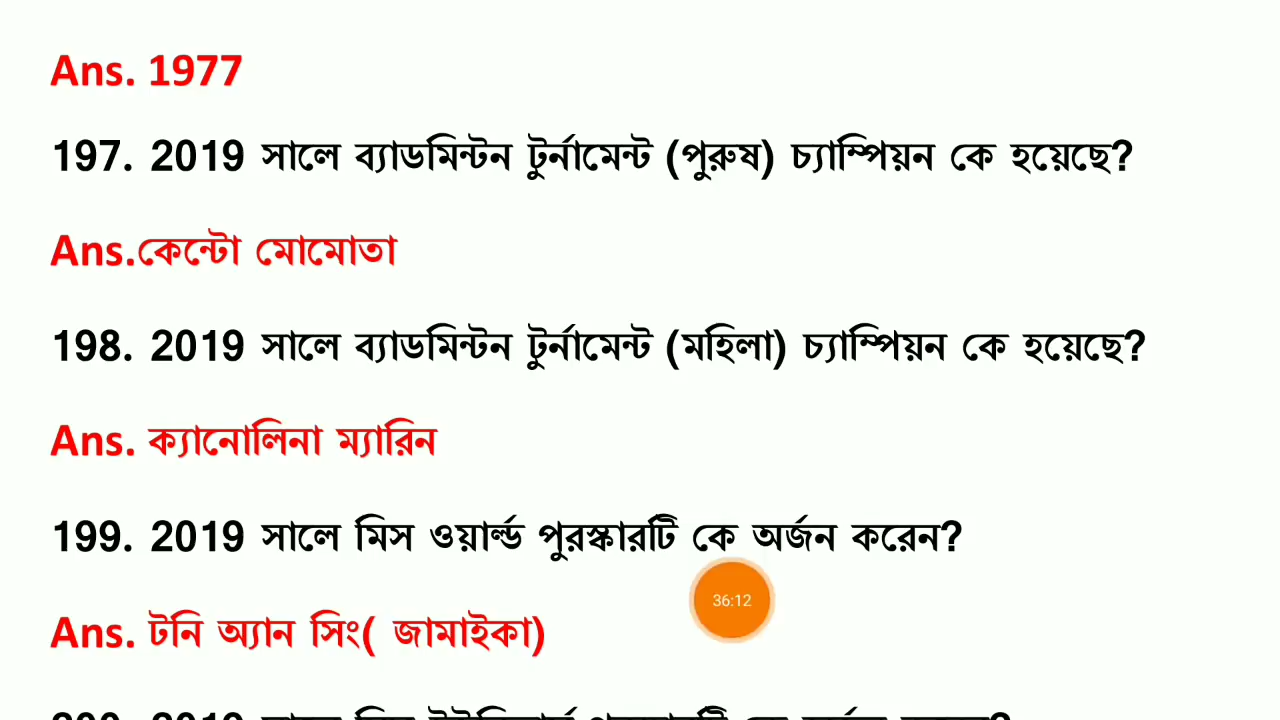 Ans. 1977
197. 2019 সালে ব্যাডমিন্টন টুর্নামেন্ট (পুরুষ) চ্যাম্পিয়ন কে হয়েছে?
Ans.কেন্টো মোমোতা
198. 2019 সালে ব্যাডমিন্টন টুর্নামেন্ট (মহিলা) চ্যাম্পিয়ন কে হয়েছে?
Ans. ক্যানোলিনা ম্যারিন
199. 2019 সালে মিস ওয়ার্ল্ড পুরস্কারটি কে অর্জন করেন?
36:12
Ans. টনি অ্যান সিং( জামাইকা)